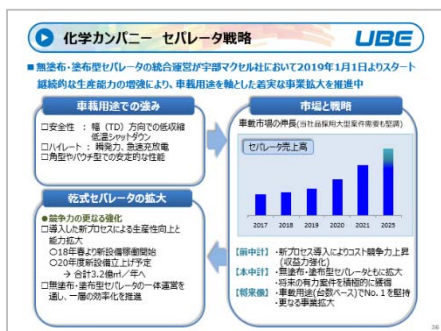 化学カンパニー セパレータ戦略
UBE
■無塗布・塗布型セパレータの統合運営が宇部マクセル社において2019年1月1日よりスタート
継続的な生産能力の増強により、車載用途を軸とした着実な事業拡大を推進中
車載用途での強み
□安全性 : 幅（TD）方向での低収縮
低温シャットダウン
□ハイレート : 瞬発力、急速充放電
□角型やパウチ型での安定的な性能
乾式セパレータの拡大
●競争力の更なる強化
□導入した新プロセスによる生産性向上と
能力拡大
○18年春より新設備稼働開始
○20年度新設備立上げ予定
→ 合計3.2億㎡／年へ
□無塗布・塗布型セパレータの一体運営を
通し、一層の効率化を推進
市場と戦略
車載市場の伸長(当社品採用大型案件需要も堅調)
セパレータ売上高
2017 2018 2019 2020 2021 2025
【前中計】・新プロセス導入によりコスト競争力上昇
（収益力強化）
【本中計】・無塗布・塗布型セパレータともに拡大
・将来の有力案件を積極的に獲得
【将来像】・車載用途(台数ベース)でNo.1を堅持
・更なる事業拡大